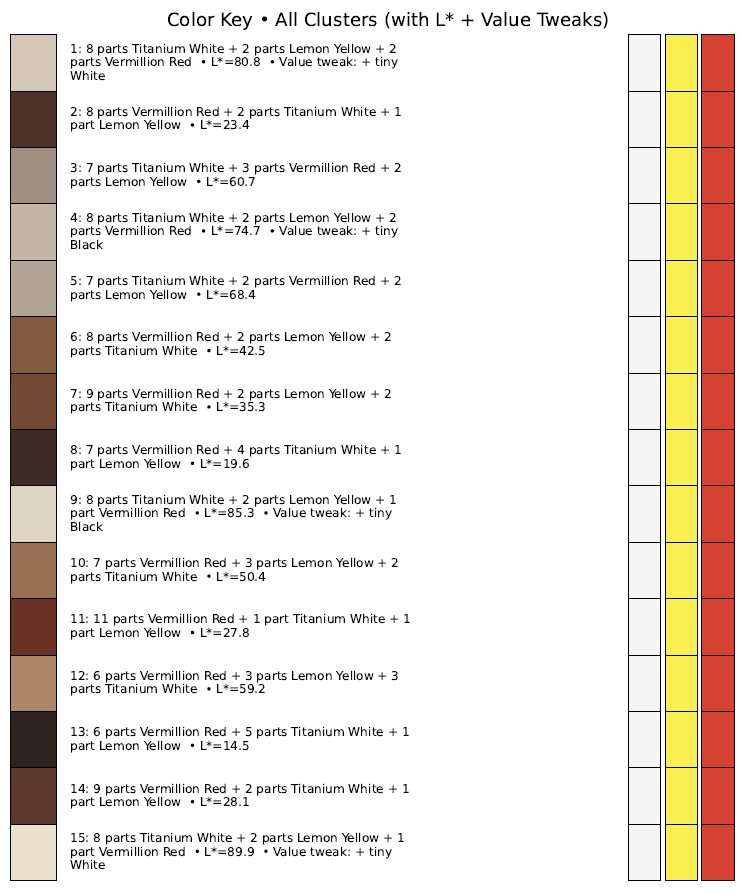 Color Key • All Clusters (with L* + Value Tweaks)
1: 8 parts Titanium White + 2 parts Lemon Yellow + 2
parts Vermillion Red • L*=80.8 • Value tweak: + tiny
White
2: 8 parts Vermillion Red + 2 parts Titanium White + 1
part Lemon Yellow • L*=23.4
3: 7 parts Titanium White + 3 parts Vermillion Red + 2
parts Lemon Yellow • L*=60.7
4: 8 parts Titanium White + 2 parts Lemon Yellow + 2
parts Vermillion Red • L*=74.7 • Value tweak: + tiny
Black
5: 7 parts Titanium White + 2 parts Vermillion Red + 2
parts Lemon Yellow • L*=68.4
6: 8 parts Vermillion Red + 2 parts Lemon Yellow + 2
parts Titanium White • L*=42.5
7: 9 parts Vermillion Red + 2 parts Lemon Yellow + 2
parts Titanium White • L*=35.3
8: 7 parts Vermillion Red + 4 parts Titanium White + 1
part Lemon Yellow • L*=19.6
9: 8 parts Titanium White + 2 parts Lemon Yellow + 1
part Vermillion Red • L*=85.3 • Value tweak: + tiny
Black
10: 7 parts Vermillion Red + 3 parts Lemon Yellow + 2
parts Titanium White • L*=50.4
11: 11 parts Vermillion Red + 1 part Titanium White + 1
part Lemon Yellow • L*=27.8
12: 6 parts Vermillion Red + 3 parts Lemon Yellow + 3
parts Titanium White • L*=59.2
13: 6 parts Vermillion Red + 5 parts Titanium White + 1
part Lemon Yellow • L*=14.5
14: 9 parts Vermillion Red + 2 parts Titanium White + 1
part Lemon Yellow • L*=28.1
15: 8 parts Titanium White + 2 parts Lemon Yellow + 1
part Vermillion Red • L*=89.9 • Value tweak: + tiny
White